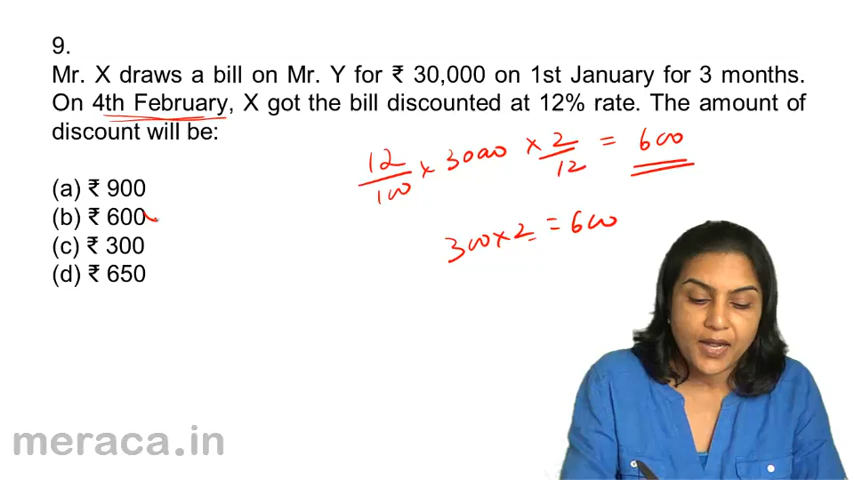 9.
Mr. X draws a bill on Mr. Y for ₹ 30,000 on 1st January for 3 months.
On 4th February, X got the bill discounted at 12% rate. The amount of
discount will be:
12/100 × 30000 × 2/12 = 600
(a) ₹ 900
(b) ₹ 600
300×2 = 600
(c) ₹ 300
(d) ₹ 650
meraca.in